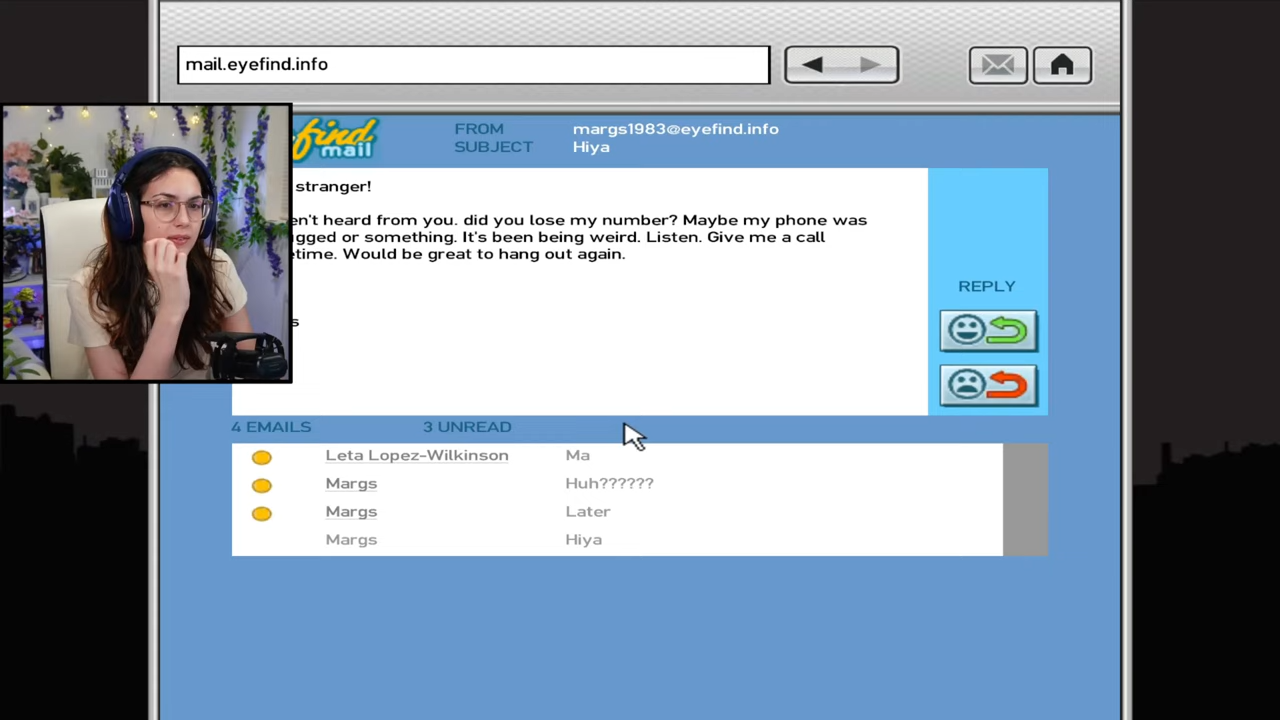 mail.eyefind.info
find
mail
FROM margs1983@eyefind.info
SUBJECT Hiya
stranger!
en't heard from you. did you lose my number? Maybe my phone was
gged or something. It's been being weird. Listen. Give me a call
etime. Would be great to hang out again.
s
REPLY
4 EMAILS 3 UNREAD
Leta Lopez-Wilkinson Ma
Margs Huh??????
Margs Later
Margs Hiya